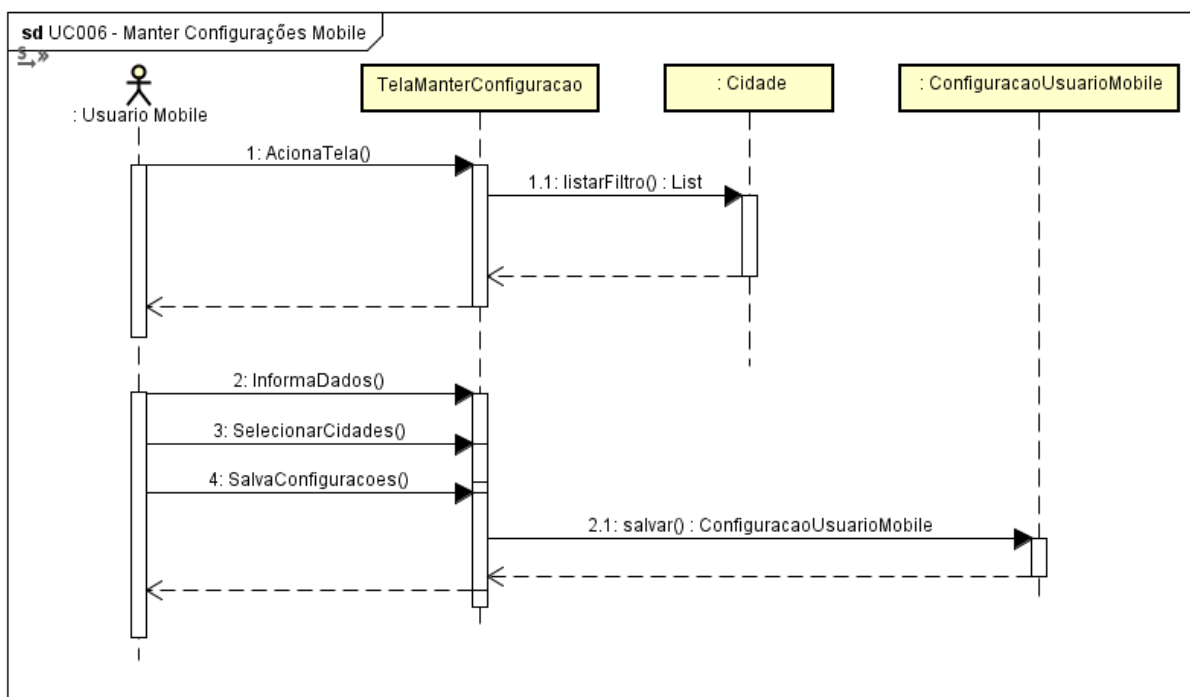 sd UC006 - Manter Configurações Mobile
S »
: Usuario Mobile
TelaManterConfiguracao
: Cidade
: ConfiguracaoUsuarioMobile
1: AcionaTela()
1.1: listarFiltro() : List
2: InformaDados()
3: SelecionarCidades()
4: SalvaConfiguracoes()
2.1: salvar() : ConfiguracaoUsuarioMobile